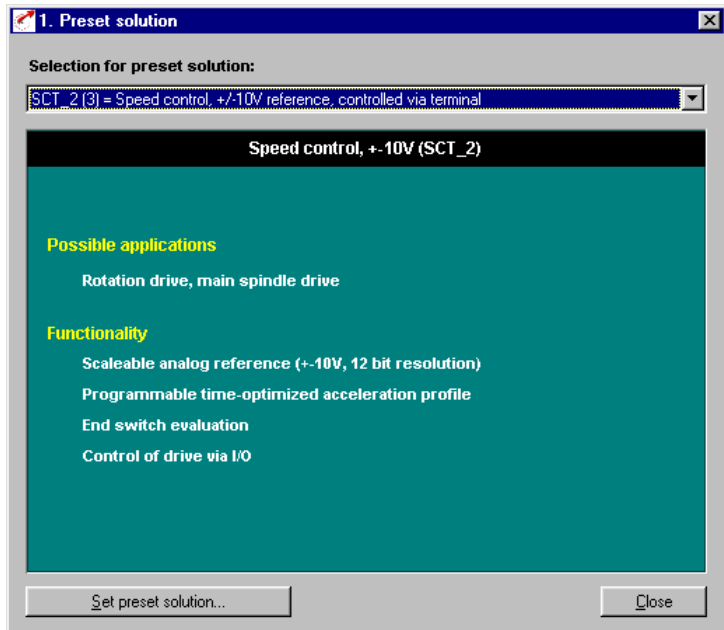 1. Preset solution
Selection for preset solution:
SCT_2 (3) = Speed control, +/-10V reference, controlled via terminal
Speed control, +-10V (SCT_2)
Possible applications
Rotation drive, main spindle drive
Functionality
Scaleable analog reference (+-10V, 12 bit resolution)
Programmable time-optimized acceleration profile
End switch evaluation
Control of drive via I/O
Set preset solution...
Close